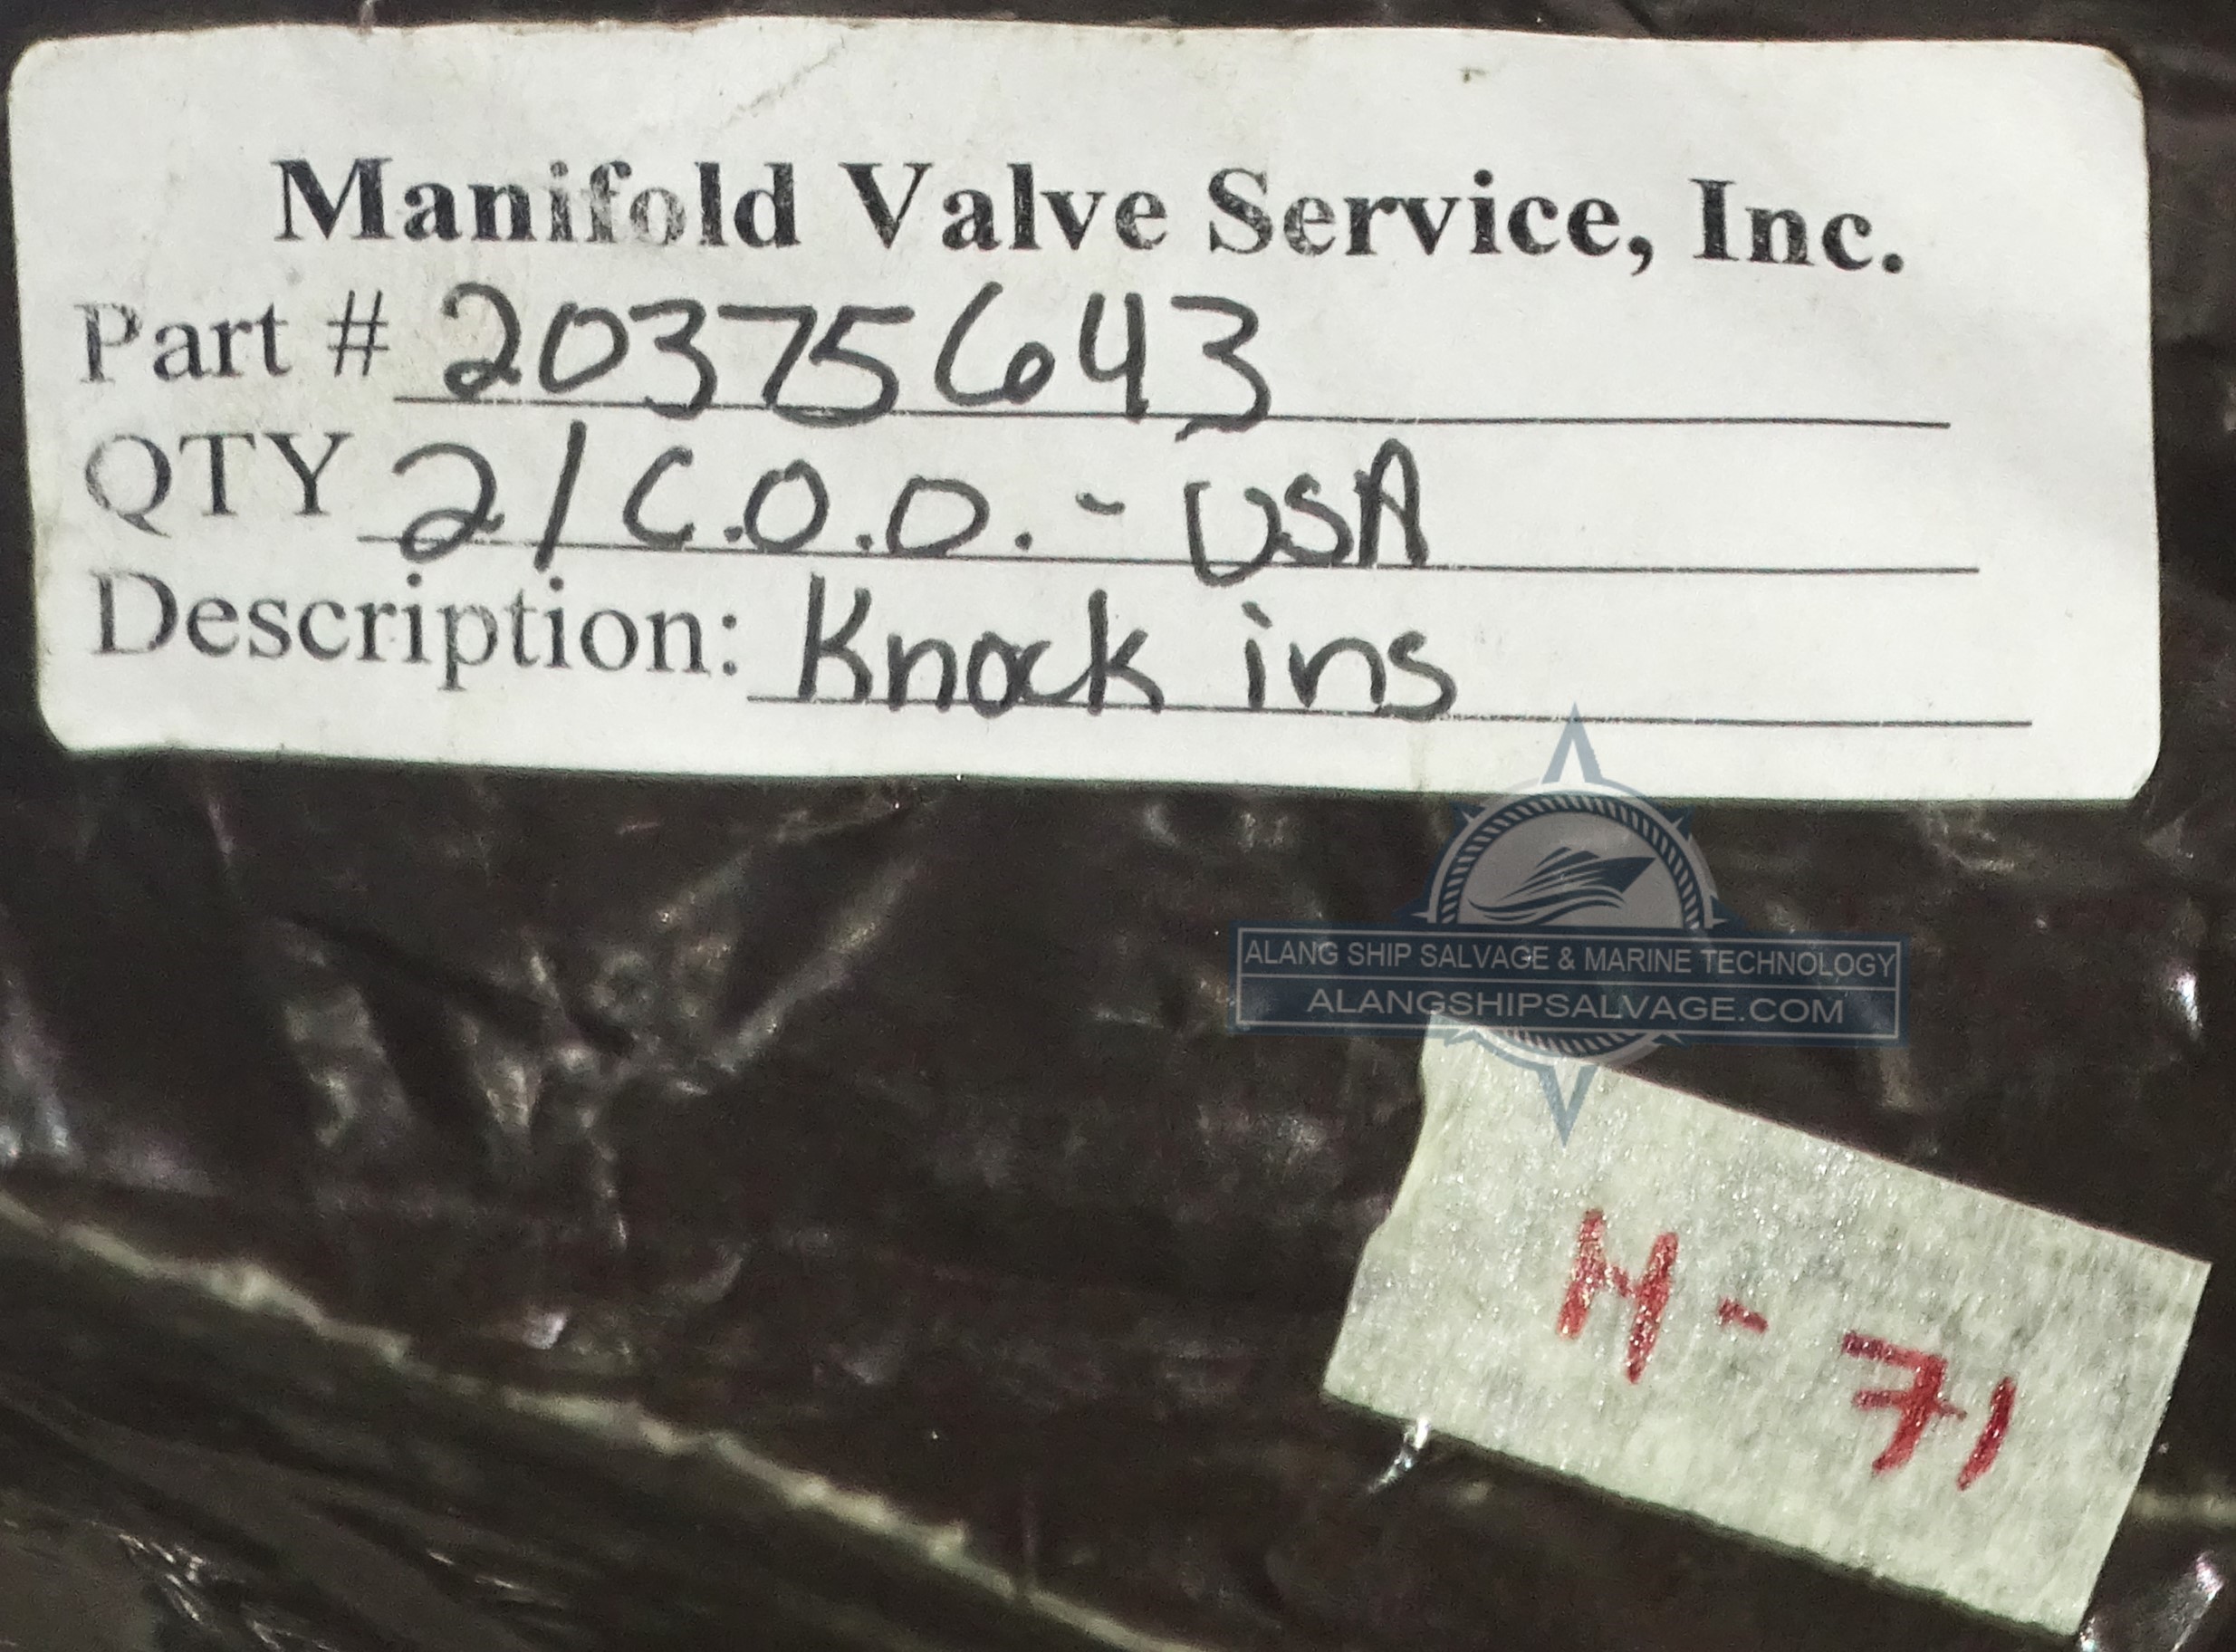 Manifold Valve Service, Inc.
Part # 20375643
QTY 2/C.O.O. - USA
Description: Knock ins
ALANG SHIP SALVAGE & MARINE TECHNOLOGY
ALANGSHIPSALVAGE.COM
H-71